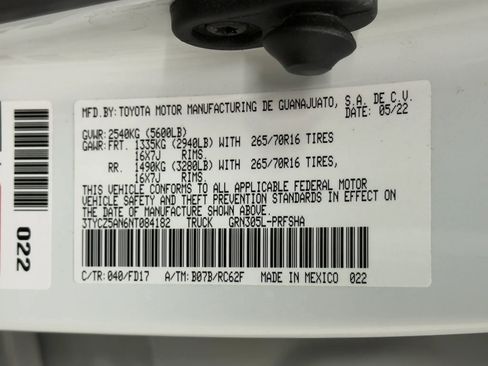 MFD. BY: TOYOTA MOTOR MANUFACTURING DE GUANAJUATO, S.A. DE C.V.
DATE: 05/22
GVWR: 2540KG (5600LB)
GAWR: FRT. 1335KG (2940LB) WITH 265/70R16 TIRES
16X7J RIMS.
RR. 1490KG (3280LB) WITH 265/70R16 TIRES,
16X7J RIMS.
THIS VEHICLE CONFORMS TO ALL APPLICABLE FEDERAL MOTOR
VEHICLE SAFETY AND THEFT PREVENTION STANDARDS IN EFFECT ON
THE DATE OF MANUFACTURE SHOWN ABOVE.
3TYCZ5AN6NT084182 TRUCK GRN305L-PRFSHA
C/TR: 040/FD17 A/TM: B07B/RC62F MADE IN MEXICO 022
022